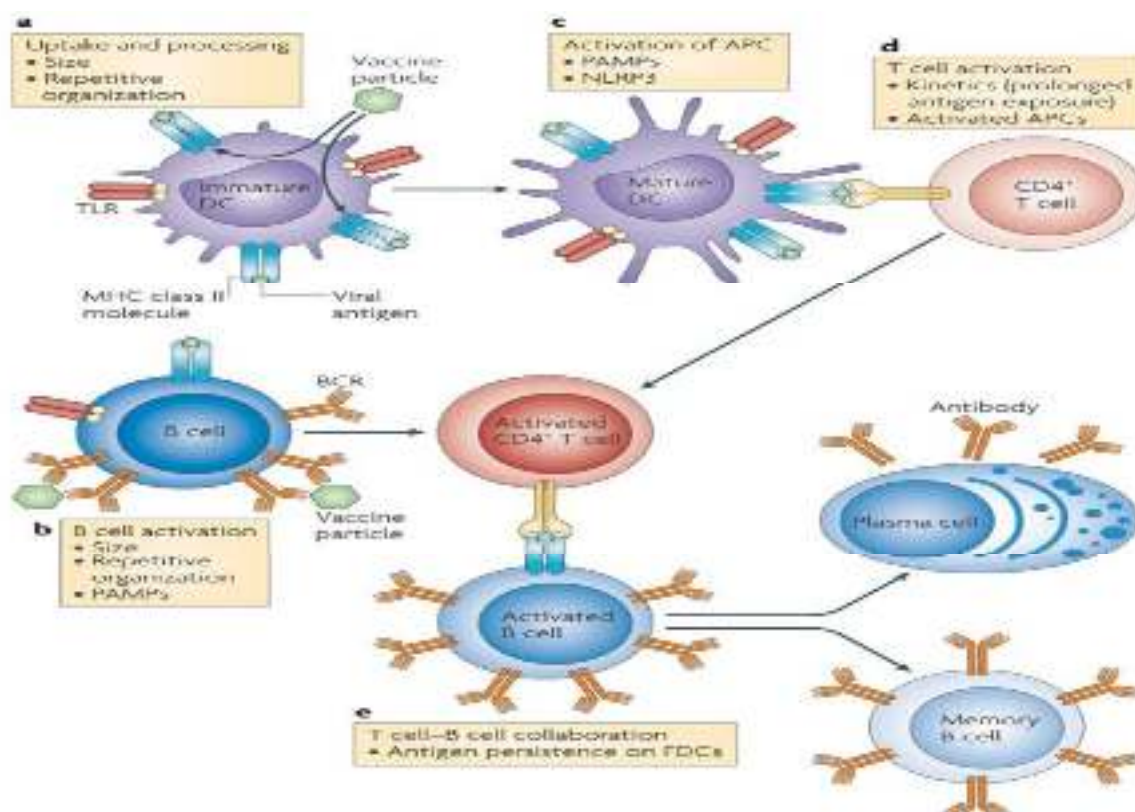 a
Uptake and processing
• Size
• Repetitive
organization
Vaccine
particle
TLR
Immature
DC
MHC class II
molecule
Viral
antigen
c
Activation of APC
• PAMPs
• NLRP3
Mature
DC
d
T cell activation
• Kinetics (prolonged
antigen exposure)
• Activated APCs
CD4⁺
T cell
BCR
B cell
Vaccine
particle
b
B cell activation
• Size
• Repetitive
organization
• PAMPs
Activated
CD4⁺ T cell
Activated
B cell
Antibody
Plasma cell
Memory
B cell
e
T cell–B cell collaboration
• Antigen persistence on FDCs